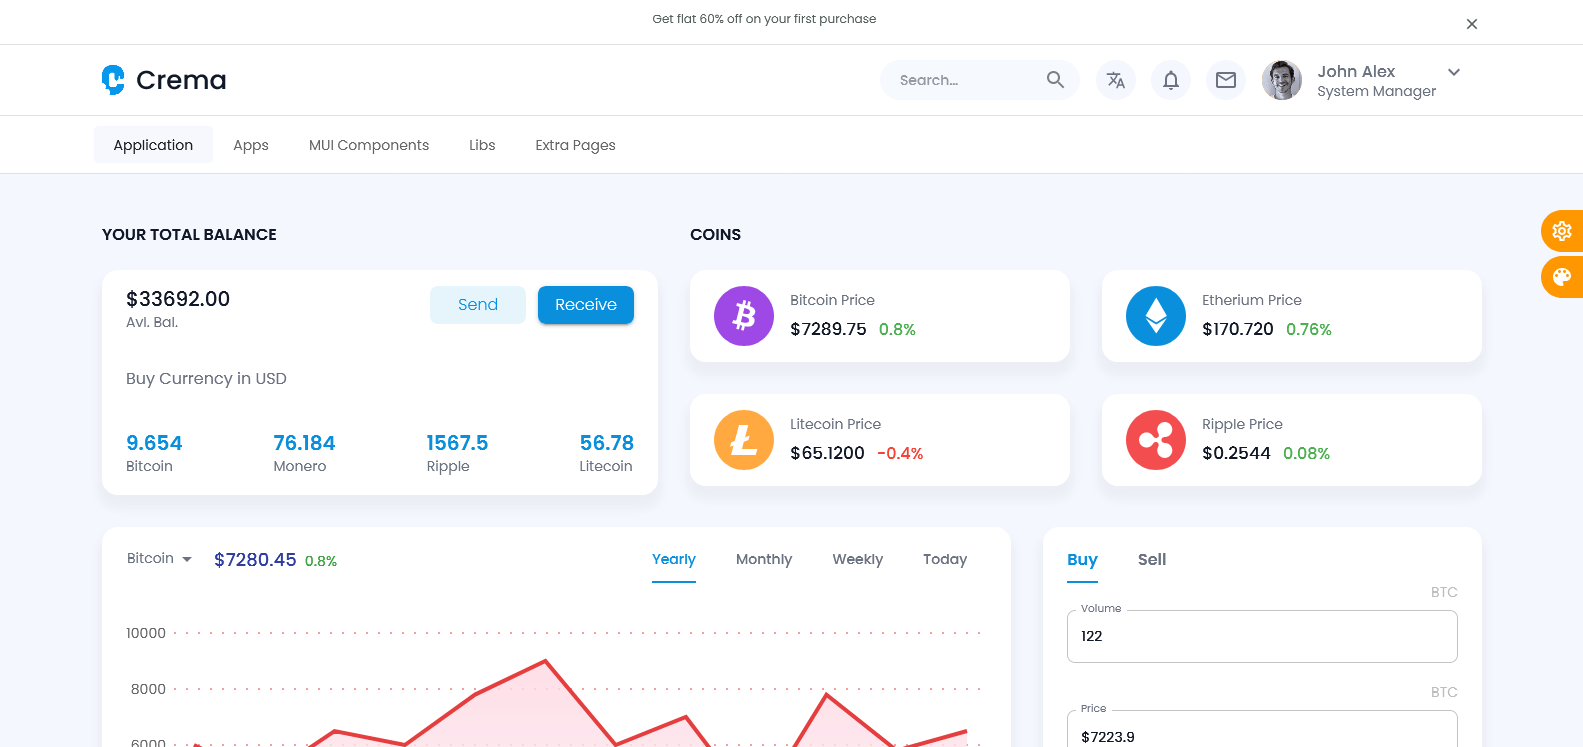 Get flat 60% off on your first purchase
Crema
Search...
John Alex
System Manager
Application
Apps
MUI Components
Libs
Extra Pages
YOUR TOTAL BALANCE
$33692.00
Avl. Bal.
Send
Receive
Buy Currency in USD
9.654
Bitcoin
76.184
Monero
1567.5
Ripple
56.78
Litecoin
COINS
Bitcoin Price
$7289.75 0.8%
Etherium Price
$170.720 0.76%
Litecoin Price
$65.1200 -0.4%
Ripple Price
$0.2544 0.08%
Bitcoin
$7280.45 0.8%
Yearly
Monthly
Weekly
Today
10000
8000
6000
Buy
Sell
BTC
Volume
122
BTC
Price
$7223.9